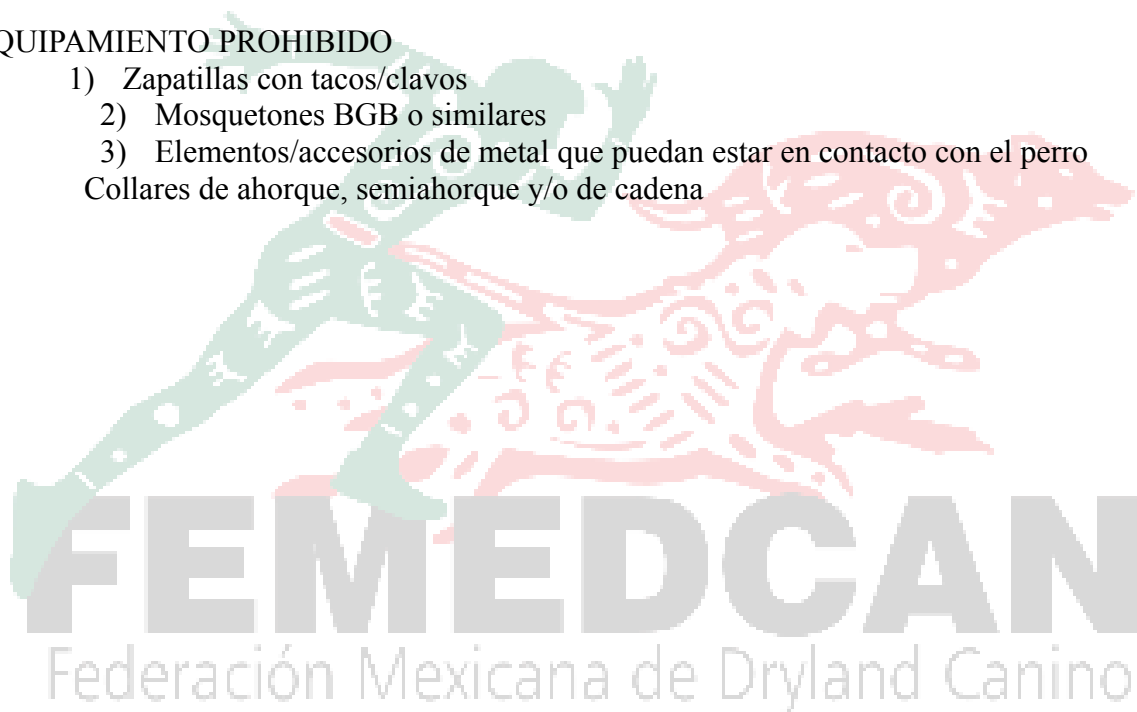 QUIPAMIENTO PROHIBIDO
1) Zapatillas con tacos/clavos
2) Mosquetones BGB o similares
3) Elementos/accesorios de metal que puedan estar en contacto con el perro
Collares de ahorque, semiahorque y/o de cadena
FEMEDCAN
Federación Mexicana de Dryland Canino